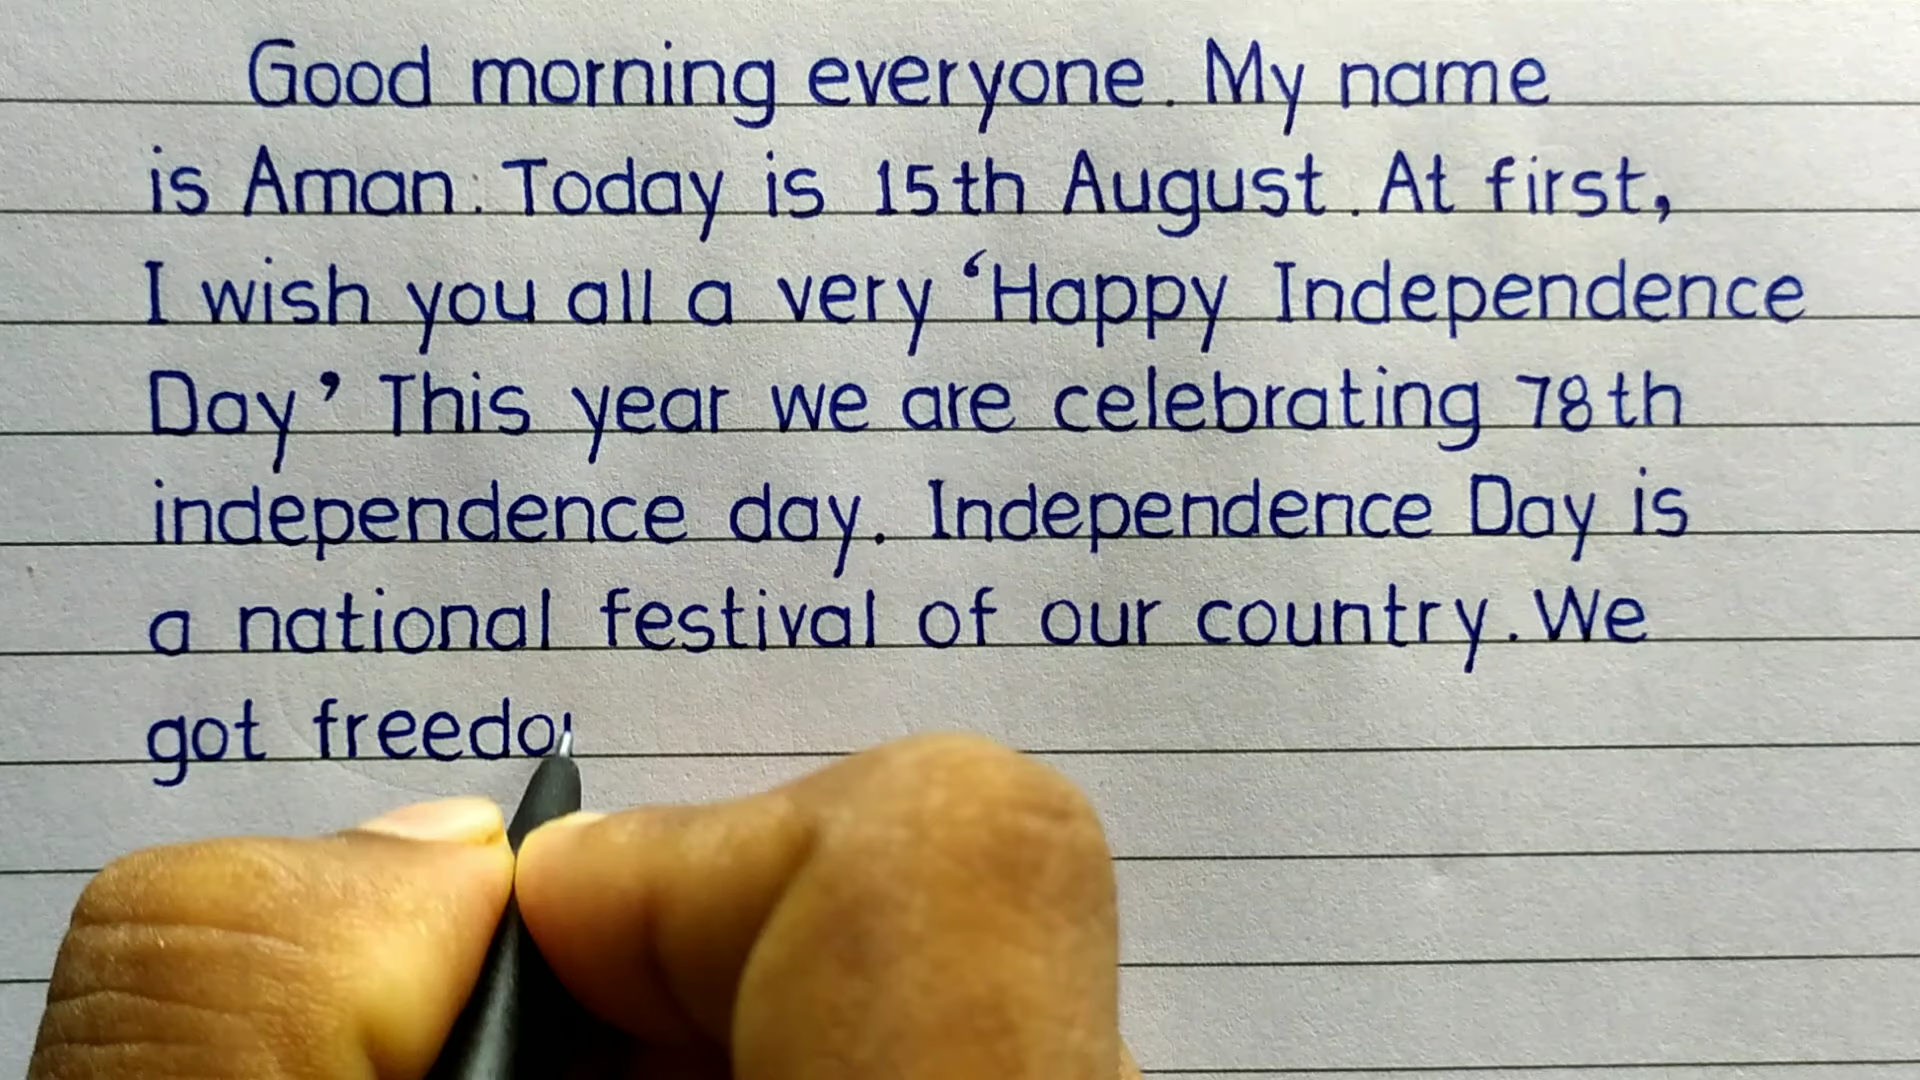 Good morning everyone. My name
is Aman. Today is 15th August. At first,
I wish you all a very ‘Happy Independence
Day’ This year we are celebrating 78th
independence day. Independence Day is
a national festival of our country. We
got freedo